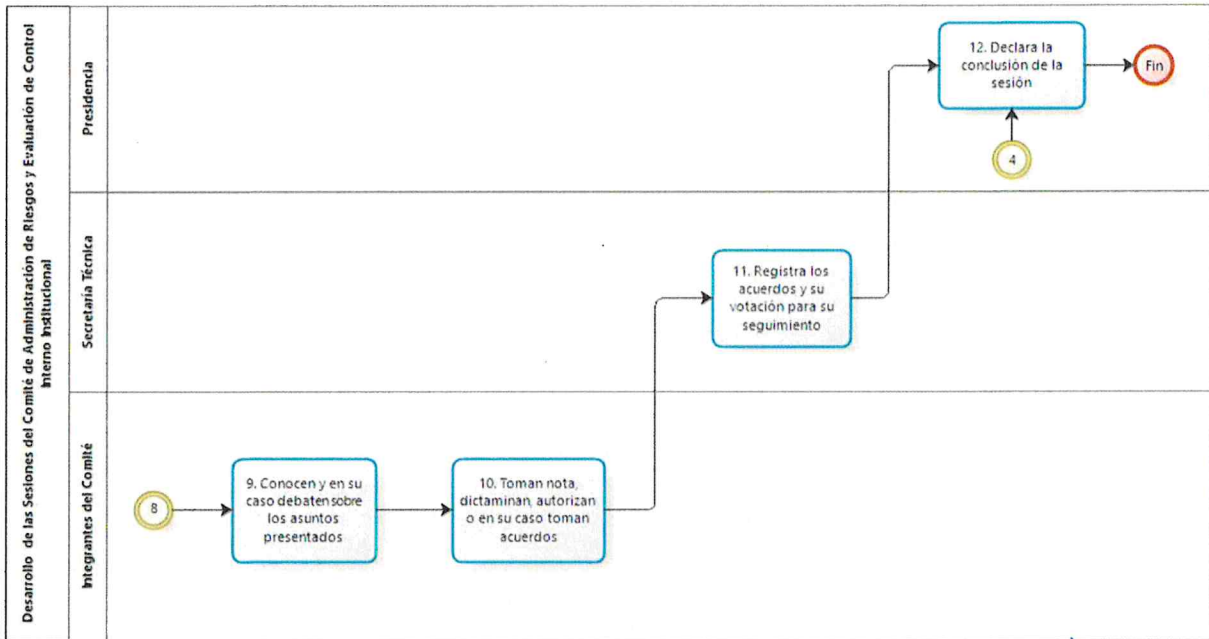 Desarrollo de las Sesiones del Comité de Administración de Riesgos y Evaluación de Control
Interno Institucional
Presidencia
12. Declara la
conclusión de la
sesión
Fin
4
Secretaría Técnica
11. Registra los
acuerdos y su
votación para su
seguimiento
Integrantes del Comité
8
9. Conocen y en su
caso debaten sobre
los asuntos
presentados
10. Toman nota,
dictaminan, autorizan
o en su caso toman
acuerdos